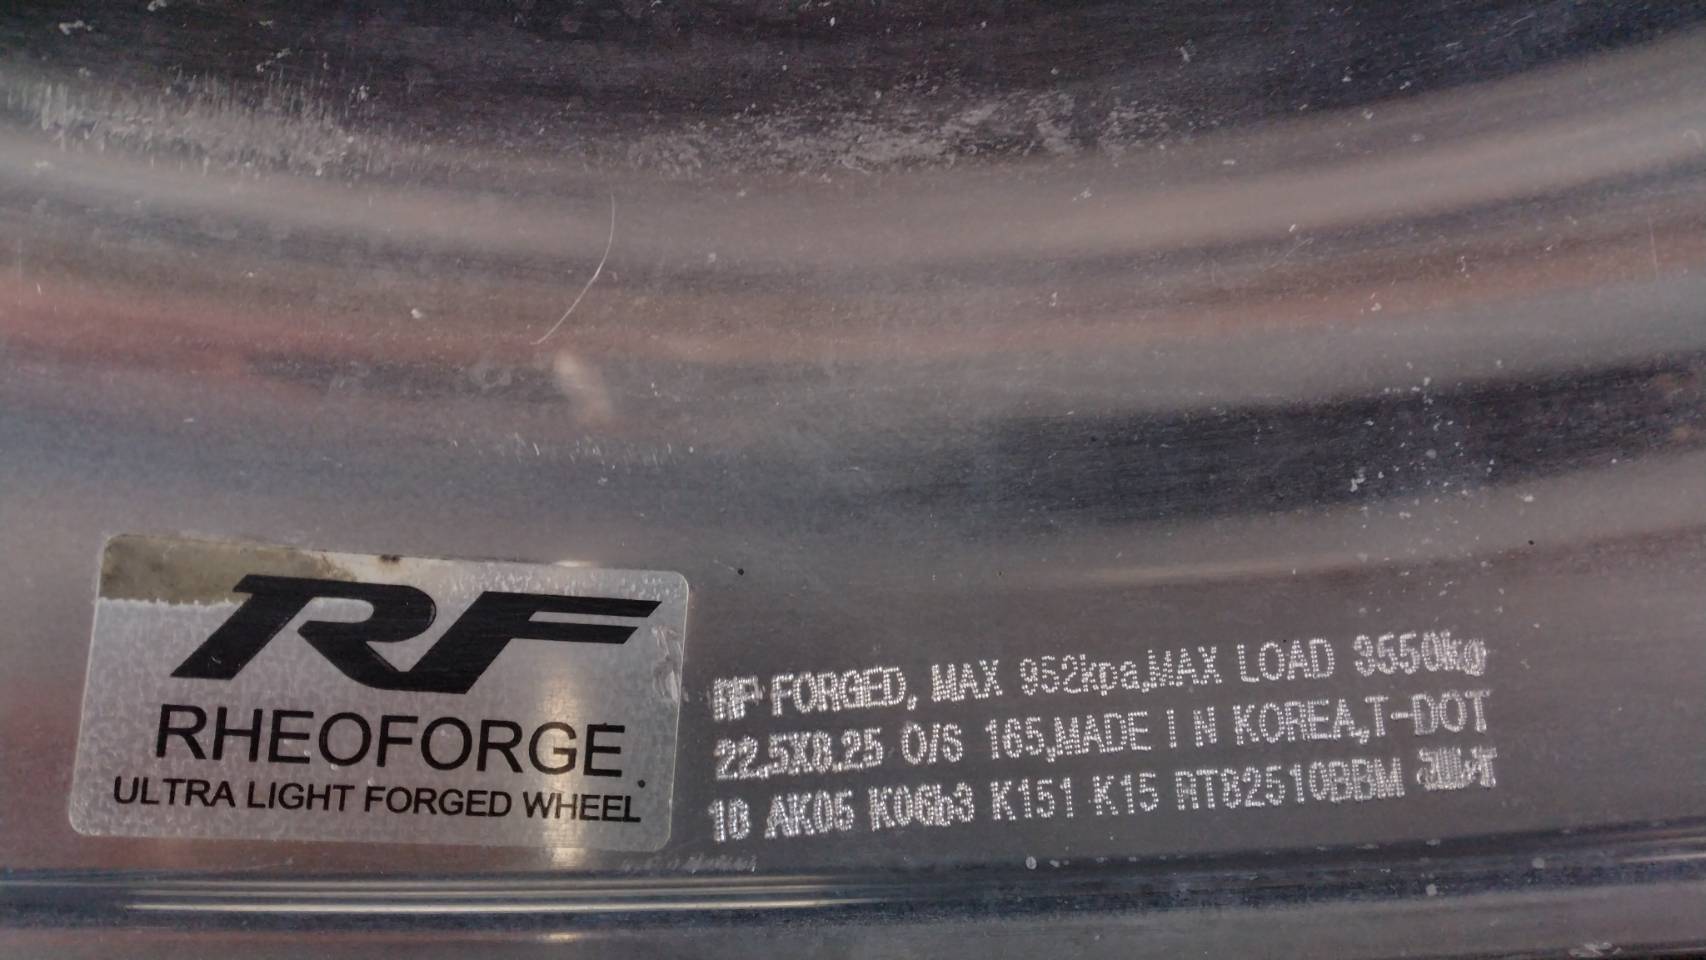 RF
RHEOFORGE
ULTRA LIGHT FORGED WHEEL
RF FORGED, MAX 952kpa,MAX LOAD 3550kg
22.5X8.25 O/S 165,MADE IN KOREA,T-DOT
18 AK05 K06b3 K151 K15 RT82510BBM